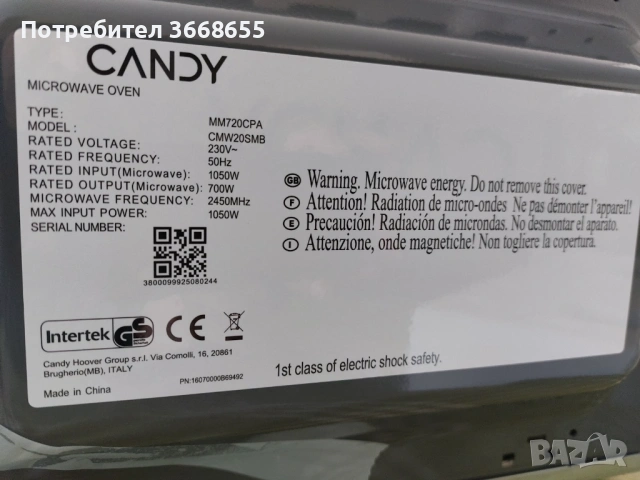 Потребител 3668655
CANDY
MICROWAVE OVEN
TYPE: MM720CPA
MODEL: CMW20SMB
RATED VOLTAGE: 230V~
RATED FREQUENCY: 50Hz
RATED INPUT(Microwave): 1050W
RATED OUTPUT(Microwave): 700W
MICROWAVE FREQUENCY: 2450MHz
MAX INPUT POWER: 1050W
SERIAL NUMBER:
3800099925080244
GB Warning. Microwave energy. Do not remove this cover.
F Attention! Radiation de micro-ondes Ne pas démonter l'appareil!
E Precaución! Radiación de microndas. No desmontar el aparato.
I Attenzione, onde magnetiche! Non togliere la copertura.
Intertek GS CE
Candy Hoover Group s.r.l. Via Comolli, 16, 20861
Brugherio(MB), ITALY
Made in China
PN:16070000B69492
1st class of electric shock safety.
BAZAR